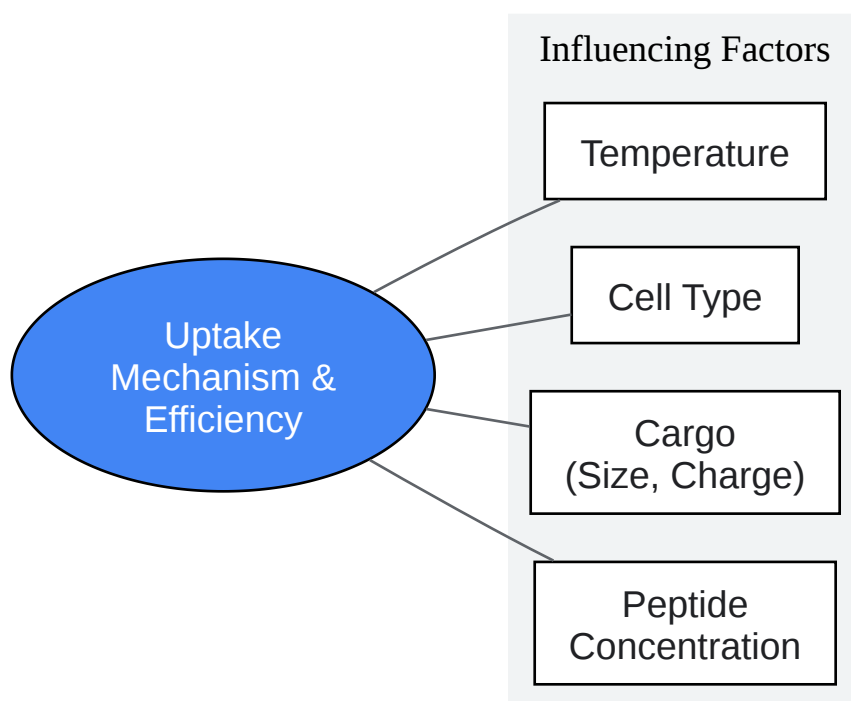 Influencing Factors
Temperature
Cell Type
Uptake
Mechanism &
Efficiency
Cargo
(Size, Charge)
Peptide
Concentration